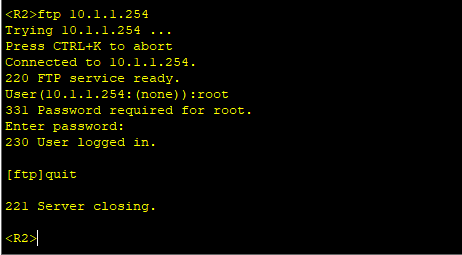 <R2>ftp 10.1.1.254
Trying 10.1.1.254 ...
Press CTRL+K to abort
Connected to 10.1.1.254.
220 FTP service ready.
User(10.1.1.254:(none)):root
331 Password required for root.
Enter password:
230 User logged in.
[ftp]quit
221 Server closing.
<R2>